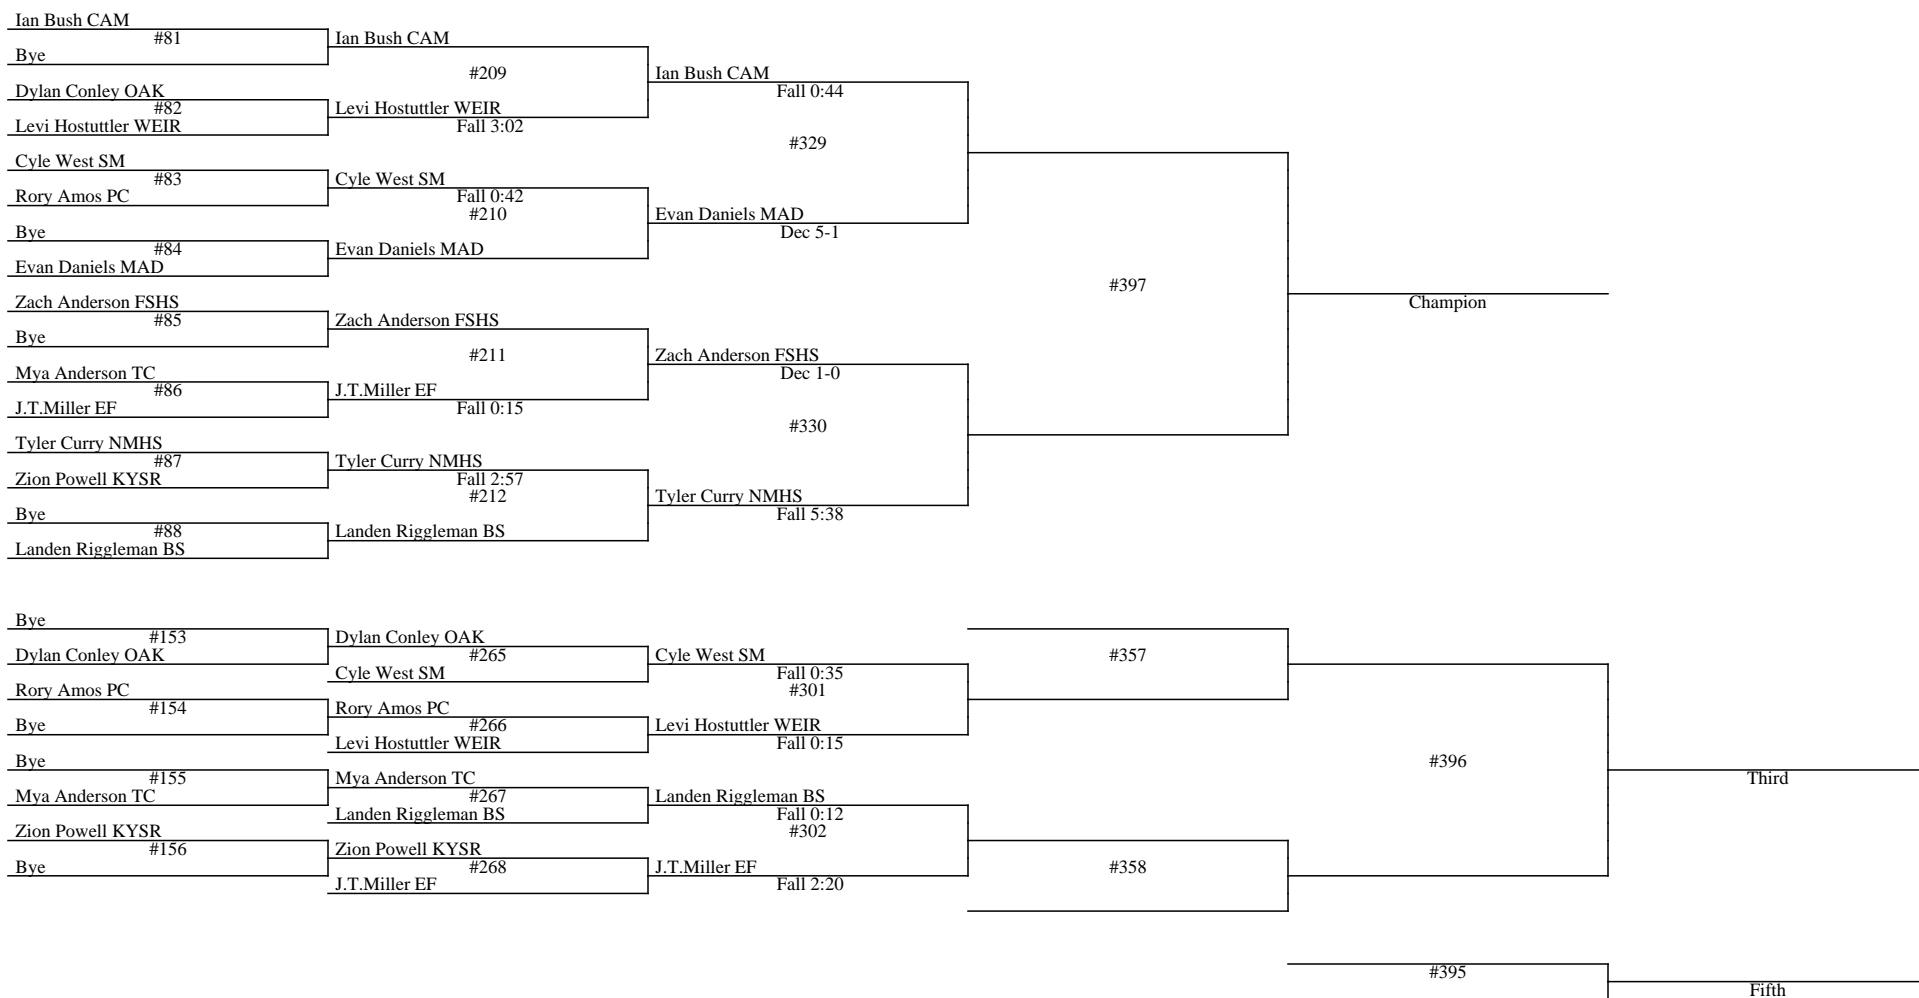 Ian Bush CAM
#81
Bye
Dylan Conley OAK
#82
Levi Hostuttler WEIR
Cyle West SM
#83
Rory Amos PC
Bye
#84
Evan Daniels MAD
Zach Anderson FSHS
#85
Bye
Mya Anderson TC
#86
J.T.Miller EF
Tyler Curry NMHS
#87
Zion Powell KYSR
Bye
#88
Landen Riggleman BS
Ian Bush CAM
#209
Levi Hostuttler WEIR
Fall 3:02
Cyle West SM
Fall 0:42
#210
Evan Daniels MAD
Zach Anderson FSHS
#211
J.T.Miller EF
Fall 0:15
Tyler Curry NMHS
Fall 2:57
#212
Landen Riggleman BS
Ian Bush CAM
Fall 0:44
#329
Evan Daniels MAD
Dec 5-1
Zach Anderson FSHS
Dec 1-0
#330
Tyler Curry NMHS
Fall 5:38
#397
Champion
Bye
#153
Dylan Conley OAK
Rory Amos PC
#154
Bye
Bye
#155
Mya Anderson TC
Zion Powell KYSR
#156
Bye
Dylan Conley OAK
#265
Cyle West SM
Rory Amos PC
#266
Levi Hostuttler WEIR
Mya Anderson TC
#267
Landen Riggleman BS
Zion Powell KYSR
#268
J.T.Miller EF
Cyle West SM
Fall 0:35
#301
Levi Hostuttler WEIR
Fall 0:15
Landen Riggleman BS
Fall 0:12
#302
J.T.Miller EF
Fall 2:20
#357
#358
#396
Third
#395
Fifth